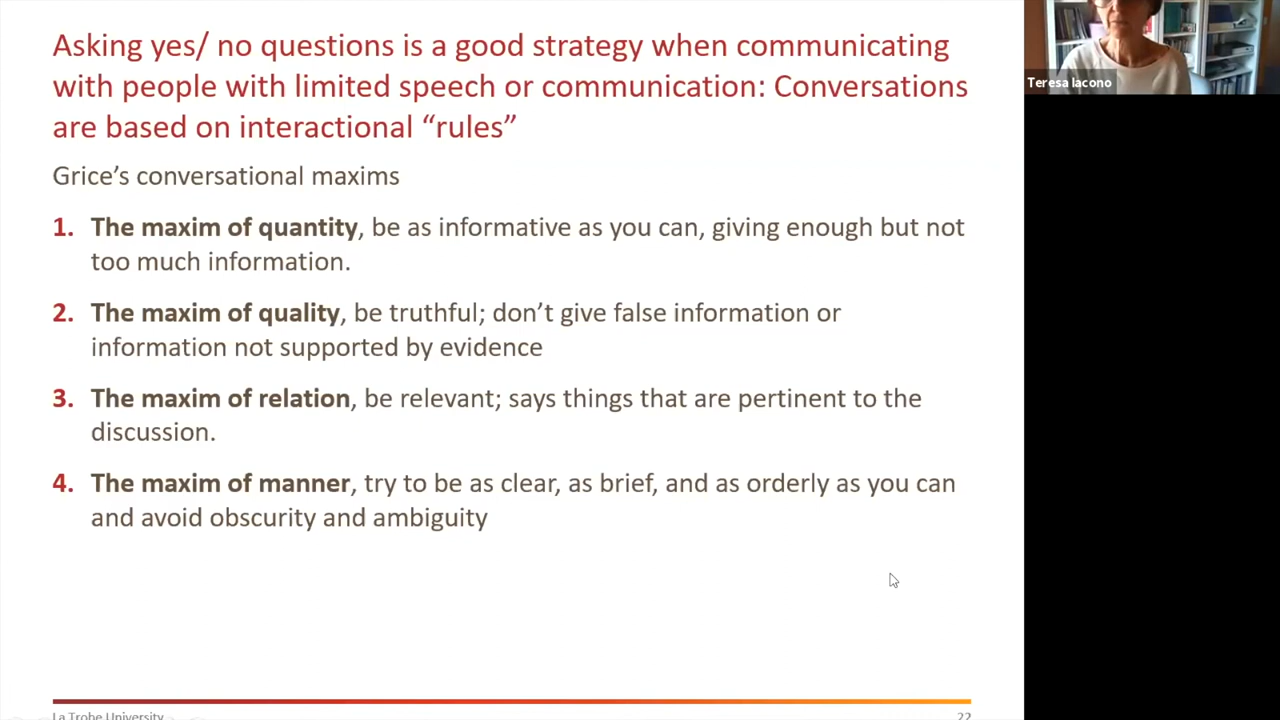 Asking yes/ no questions is a good strategy when communicating
with people with limited speech or communication: Conversations
are based on interactional “rules”
Grice’s conversational maxims
1. The maxim of quantity, be as informative as you can, giving enough but not
too much information.
2. The maxim of quality, be truthful; don’t give false information or
information not supported by evidence
3. The maxim of relation, be relevant; says things that are pertinent to the
discussion.
4. The maxim of manner, try to be as clear, as brief, and as orderly as you can
and avoid obscurity and ambiguity
La Trobe University
22
Teresa Iacono